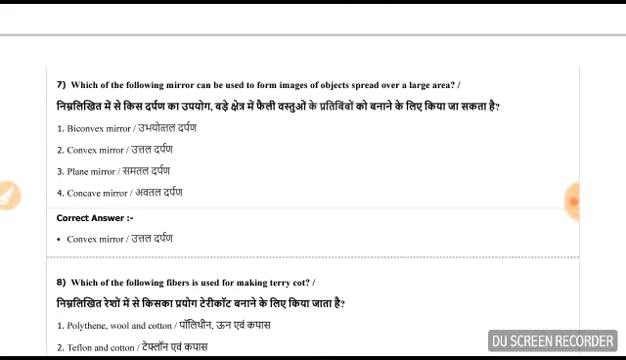 7) Which of the following mirror can be used to form images of objects spread over a large area? /
निम्नलिखित में से किस दर्पण का उपयोग, बड़े क्षेत्र में फैली वस्तुओं के प्रतिबिंबों को बनाने के लिए किया जा सकता है?
1. Biconvex mirror / उभयोत्तल दर्पण
2. Convex mirror / उत्तल दर्पण
3. Plane mirror / समतल दर्पण
4. Concave mirror / अवतल दर्पण
Correct Answer :-
• Convex mirror / उत्तल दर्पण
8) Which of the following fibers is used for making terry cot? /
निम्नलिखित रेशों में से किसका प्रयोग टेरीकॉट बनाने के लिए किया जाता है?
1. Polythene, wool and cotton / पॉलिथीन, ऊन एवं कपास
2. Teflon and cotton / टेफ्लॉन एवं कपास
DU SCREEN RECORDER